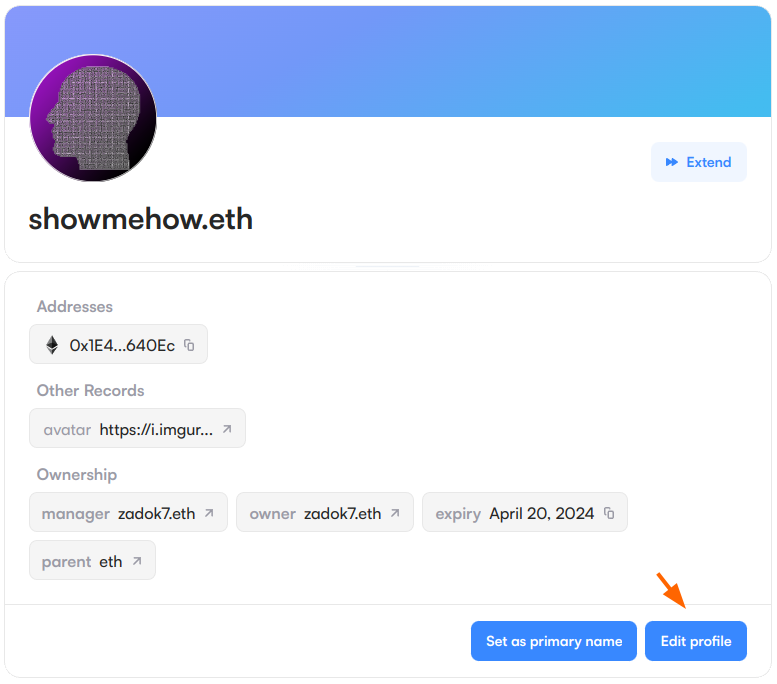 Extend
showmehow.eth
Addresses
0x1E4...640Ec
Other Records
avatar https://i.imgur...
Ownership
manager zadok7.eth owner zadok7.eth expiry April 20, 2024
parent eth
Set as primary name Edit profile